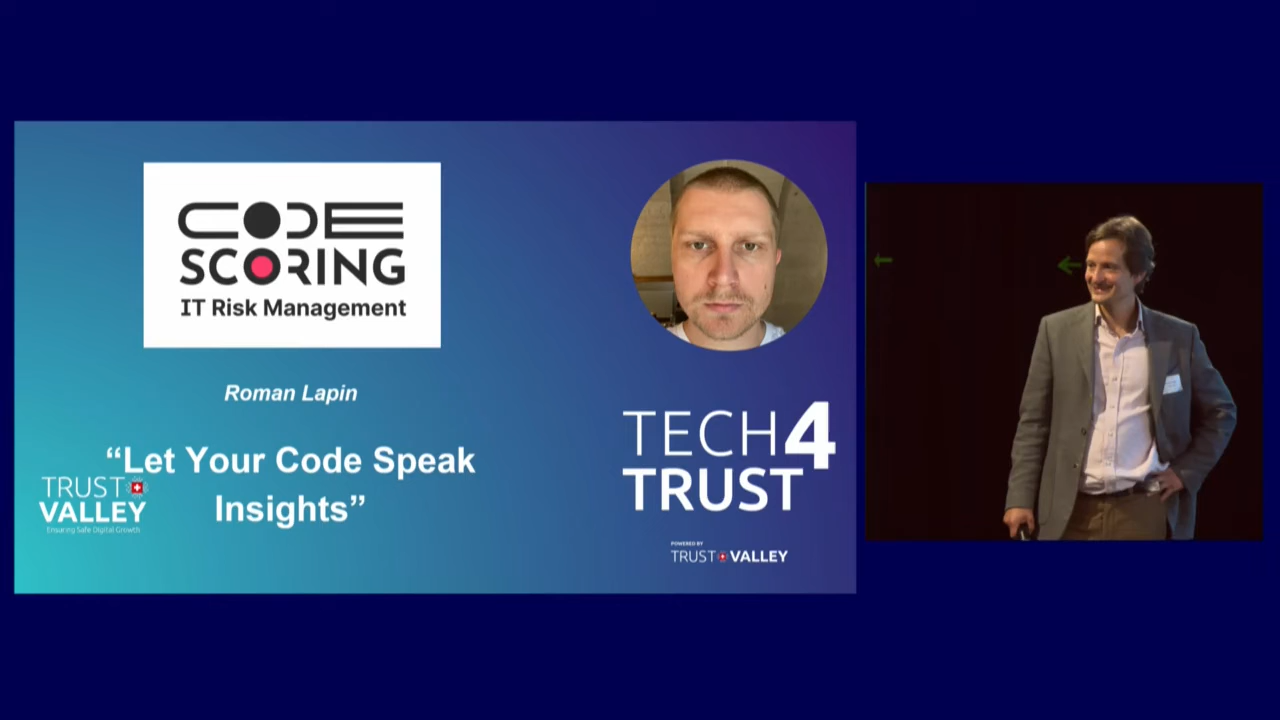 CODE
SCORING
IT Risk Management
Roman Lapin
“Let Your Code Speak
Insights”
TRUST
VALLEY
Ensuring Safe Digital Growth
TECH4
TRUST
POWERED BY
TRUST VALLEY